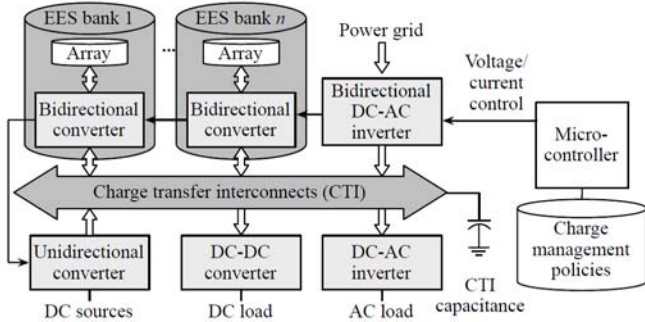 EES bank 1
EES bank n
Array
...
Array
Power grid
Voltage/
current
control
Bidirectional
converter
Bidirectional
converter
Bidirectional
DC-AC
inverter
Micro-
controller
Charge transfer interconnects (CTI)
Charge
management
policies
Unidirectional
converter
DC-DC
converter
DC-AC
inverter
CTI
capacitance
DC sources
DC load
AC load